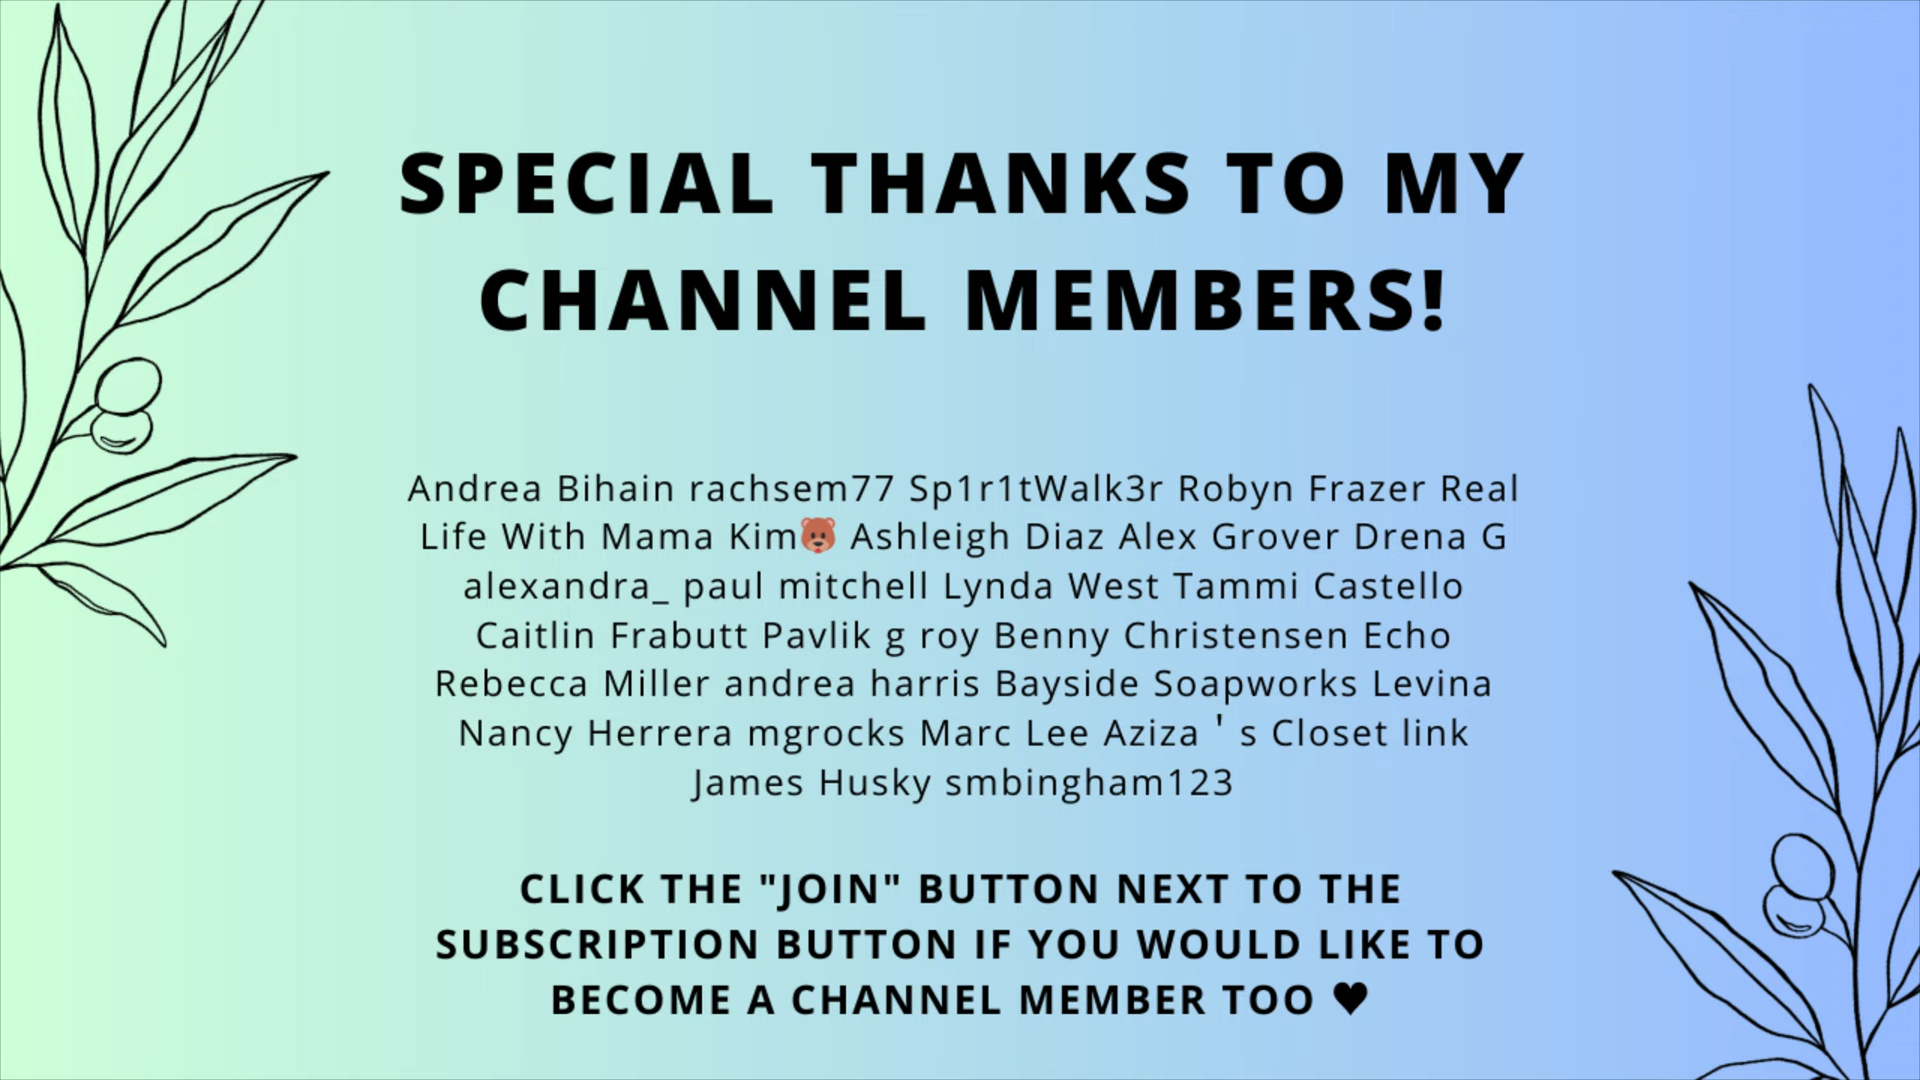 SPECIAL THANKS TO MY
CHANNEL MEMBERS!
Andrea Bihain rachsem77 Sp1r1tWalk3r Robyn Frazer Real
Life With Mama Kim🐻 Ashleigh Diaz Alex Grover Drena G
alexandra_ paul mitchell Lynda West Tammi Castello
Caitlin Frabutt Pavlik g roy Benny Christensen Echo
Rebecca Miller andrea harris Bayside Soapworks Levina
Nancy Herrera mgrocks Marc Lee Aziza ' s Closet link
James Husky smbingham123
CLICK THE "JOIN" BUTTON NEXT TO THE
SUBSCRIPTION BUTTON IF YOU WOULD LIKE TO
BECOME A CHANNEL MEMBER TOO ♥